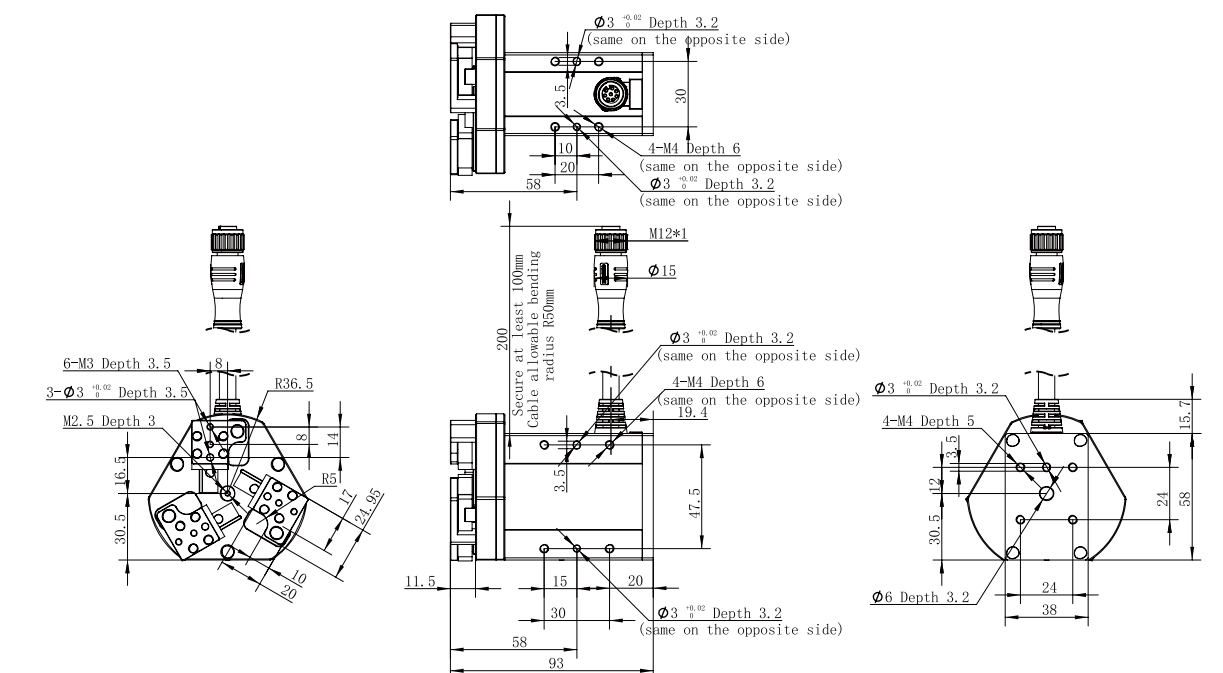 Φ3 +0.02 0 Depth 3.2
(same on the opposite side)
3.5
30
10
20
58
4-M4 Depth 6
(same on the opposite side)
Φ3 +0.02 0 Depth 3.2
(same on the opposite side)
200
Secure at least 100mm
Cable allowable bending
radius R50mm
M12*1
Φ15
6-M3 Depth 3.5
8
3-Φ3 +0.02 0 Depth 3.5
R36.5
M2.5 Depth 3
8
14
16.5
30.5
R5
17
24.95
10
20
Φ3 +0.02 0 Depth 3.2
(same on the opposite side)
4-M4 Depth 6
(same on the opposite side)
19.4
3.5
47.5
11.5
15
20
30
Φ3 +0.02 0 Depth 3.2
(same on the opposite side)
58
93
Φ3 +0.02 0 Depth 3.2
4-M4 Depth 5
15.7
3.5
12
30.5
24
58
Φ6 Depth 3.2
24
38